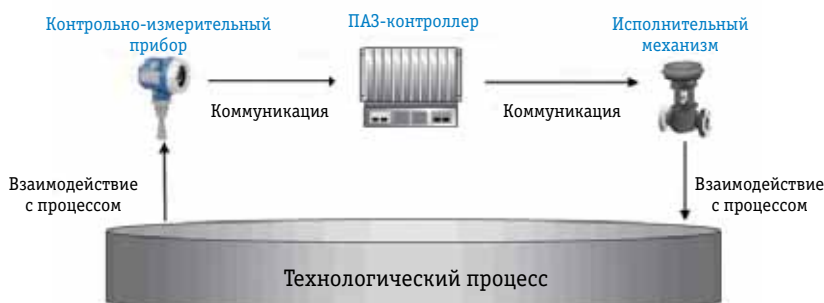 Контрольно-измерительный
прибор
ПАЗ-контроллер
Исполнительный
механизм
Коммуникация
Коммуникация
Взаимодействие
с процессом
Взаимодействие
с процессом
Технологический процесс